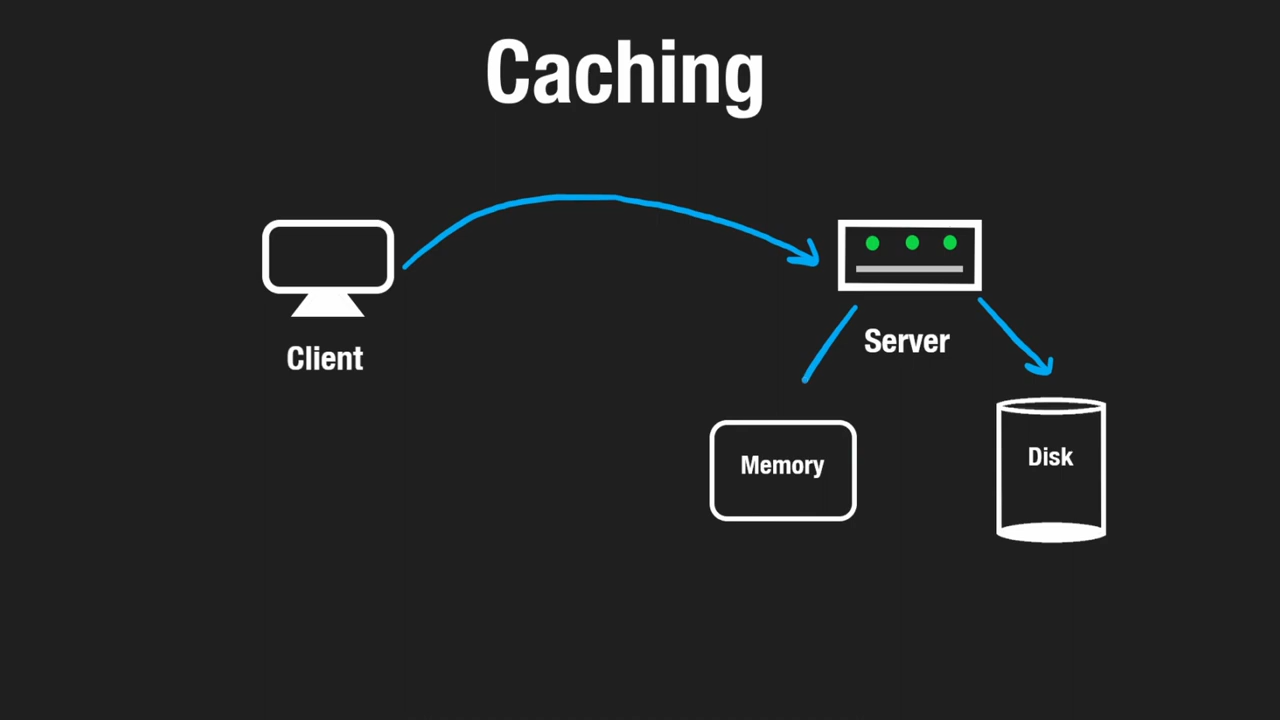 Caching
Client
Server
Memory
Disk